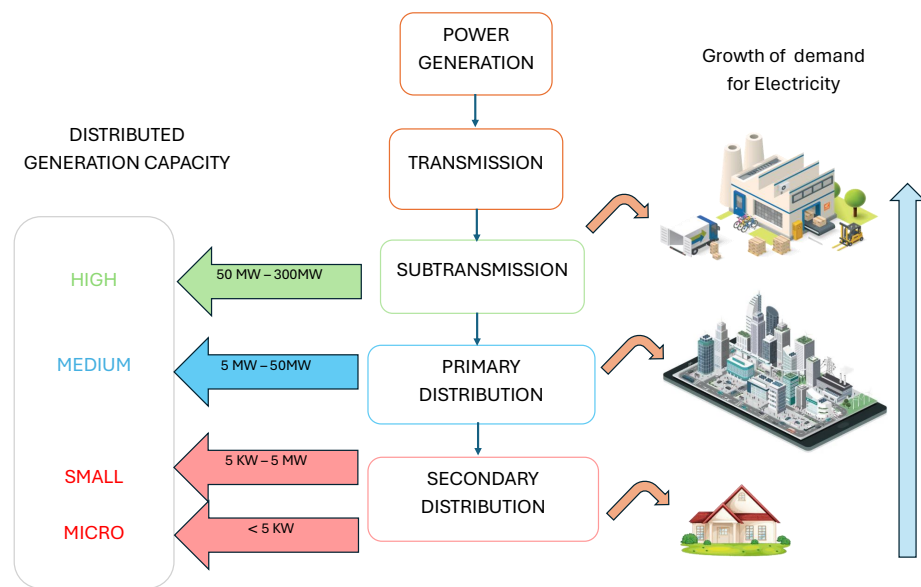 POWER
GENERATION
Growth of demand
for Electricity
DISTRIBUTED
GENERATION CAPACITY
TRANSMISSION
HIGH
50 MW – 300MW
SUBTRANSMISSION
MEDIUM
5 MW – 50MW
PRIMARY
DISTRIBUTION
SMALL
5 KW – 5 MW
SECONDARY
DISTRIBUTION
MICRO
< 5 KW